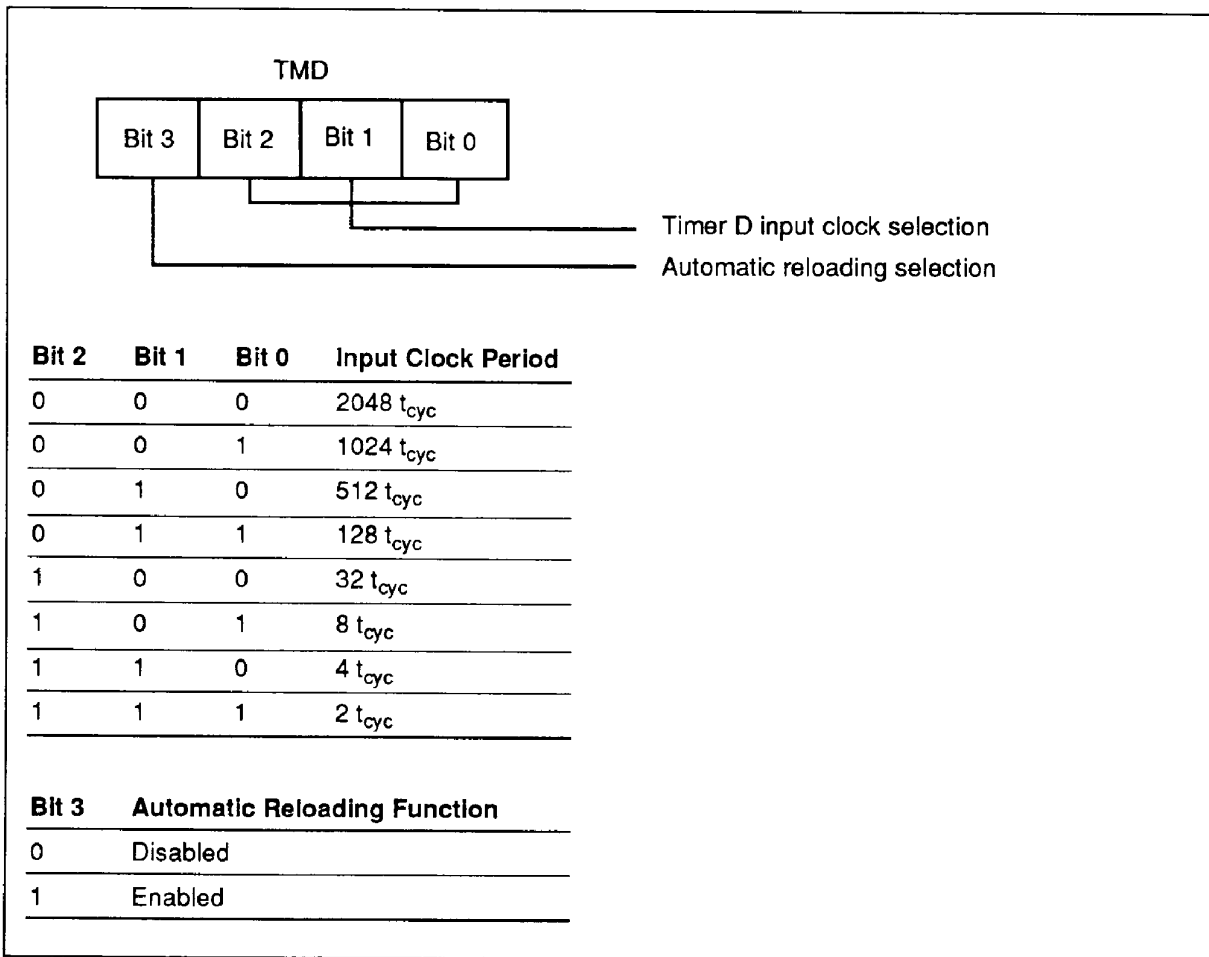 TMD
Bit 3 Bit 2 Bit 1 Bit 0
Timer D input clock selection
Automatic reloading selection
Bit 2 Bit 1 Bit 0 Input Clock Period
0 0 0 2048 tcyc
0 0 1 1024 tcyc
0 1 0 512 tcyc
0 1 1 128 tcyc
1 0 0 32 tcyc
1 0 1 8 tcyc
1 1 0 4 tcyc
1 1 1 2 tcyc
Bit 3 Automatic Reloading Function
0 Disabled
1 Enabled